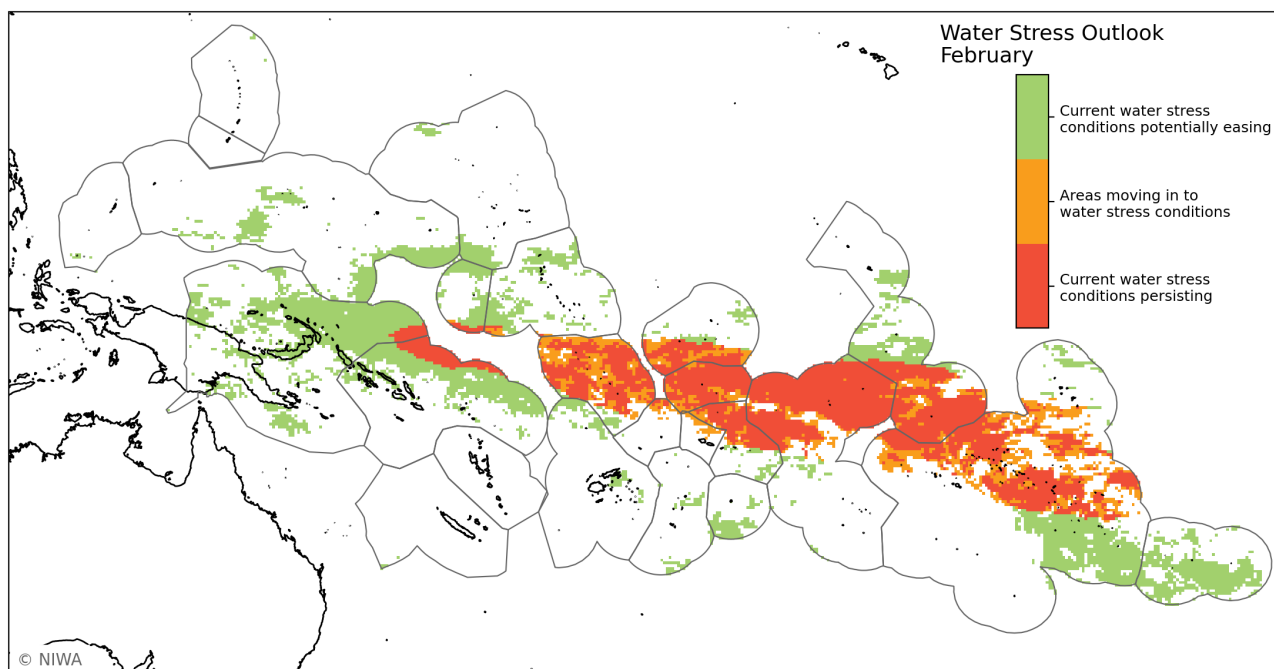 Water Stress Outlook
February
Current water stress
conditions potentially easing
Areas moving in to
water stress conditions
Current water stress
conditions persisting
© NIWA